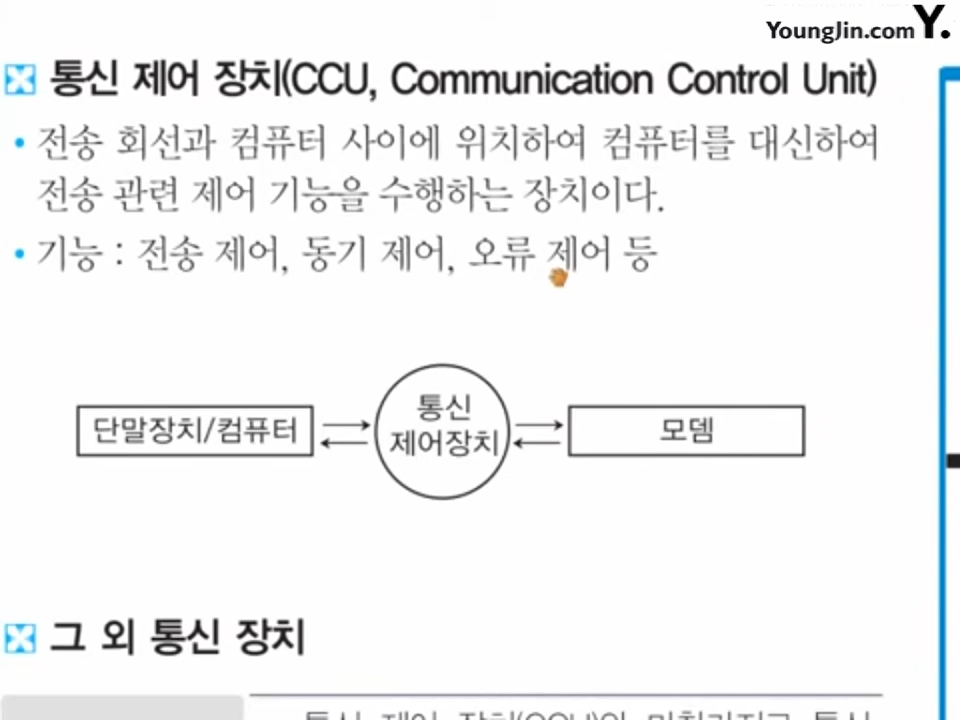 YoungJin.com Y.
통신 제어 장치(CCU, Communication Control Unit)
• 전송 회선과 컴퓨터 사이에 위치하여 컴퓨터를 대신하여
전송 관련 제어 기능을 수행하는 장치이다.
• 기능 : 전송 제어, 동기 제어, 오류 제어 등
단말장치/컴퓨터
통신
제어장치
모뎀
그 외 통신 장치